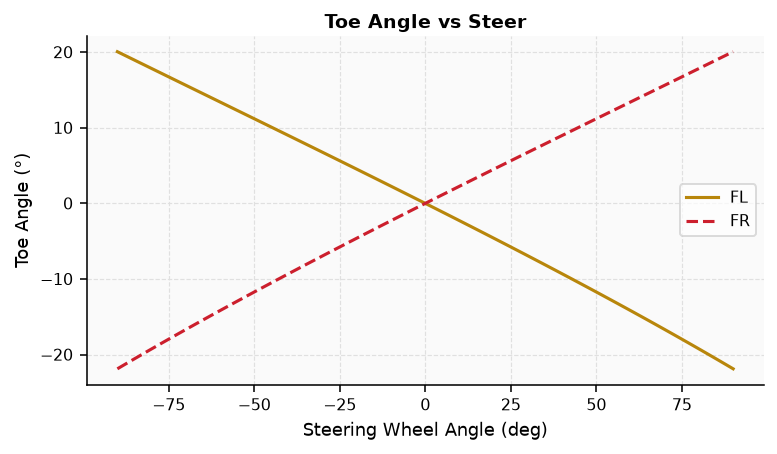 Toe Angle vs Steer
Toe Angle (°)
20
10
0
−10
−20
FL
FR
−75 −50 −25 0 25 50 75
Steering Wheel Angle (deg)